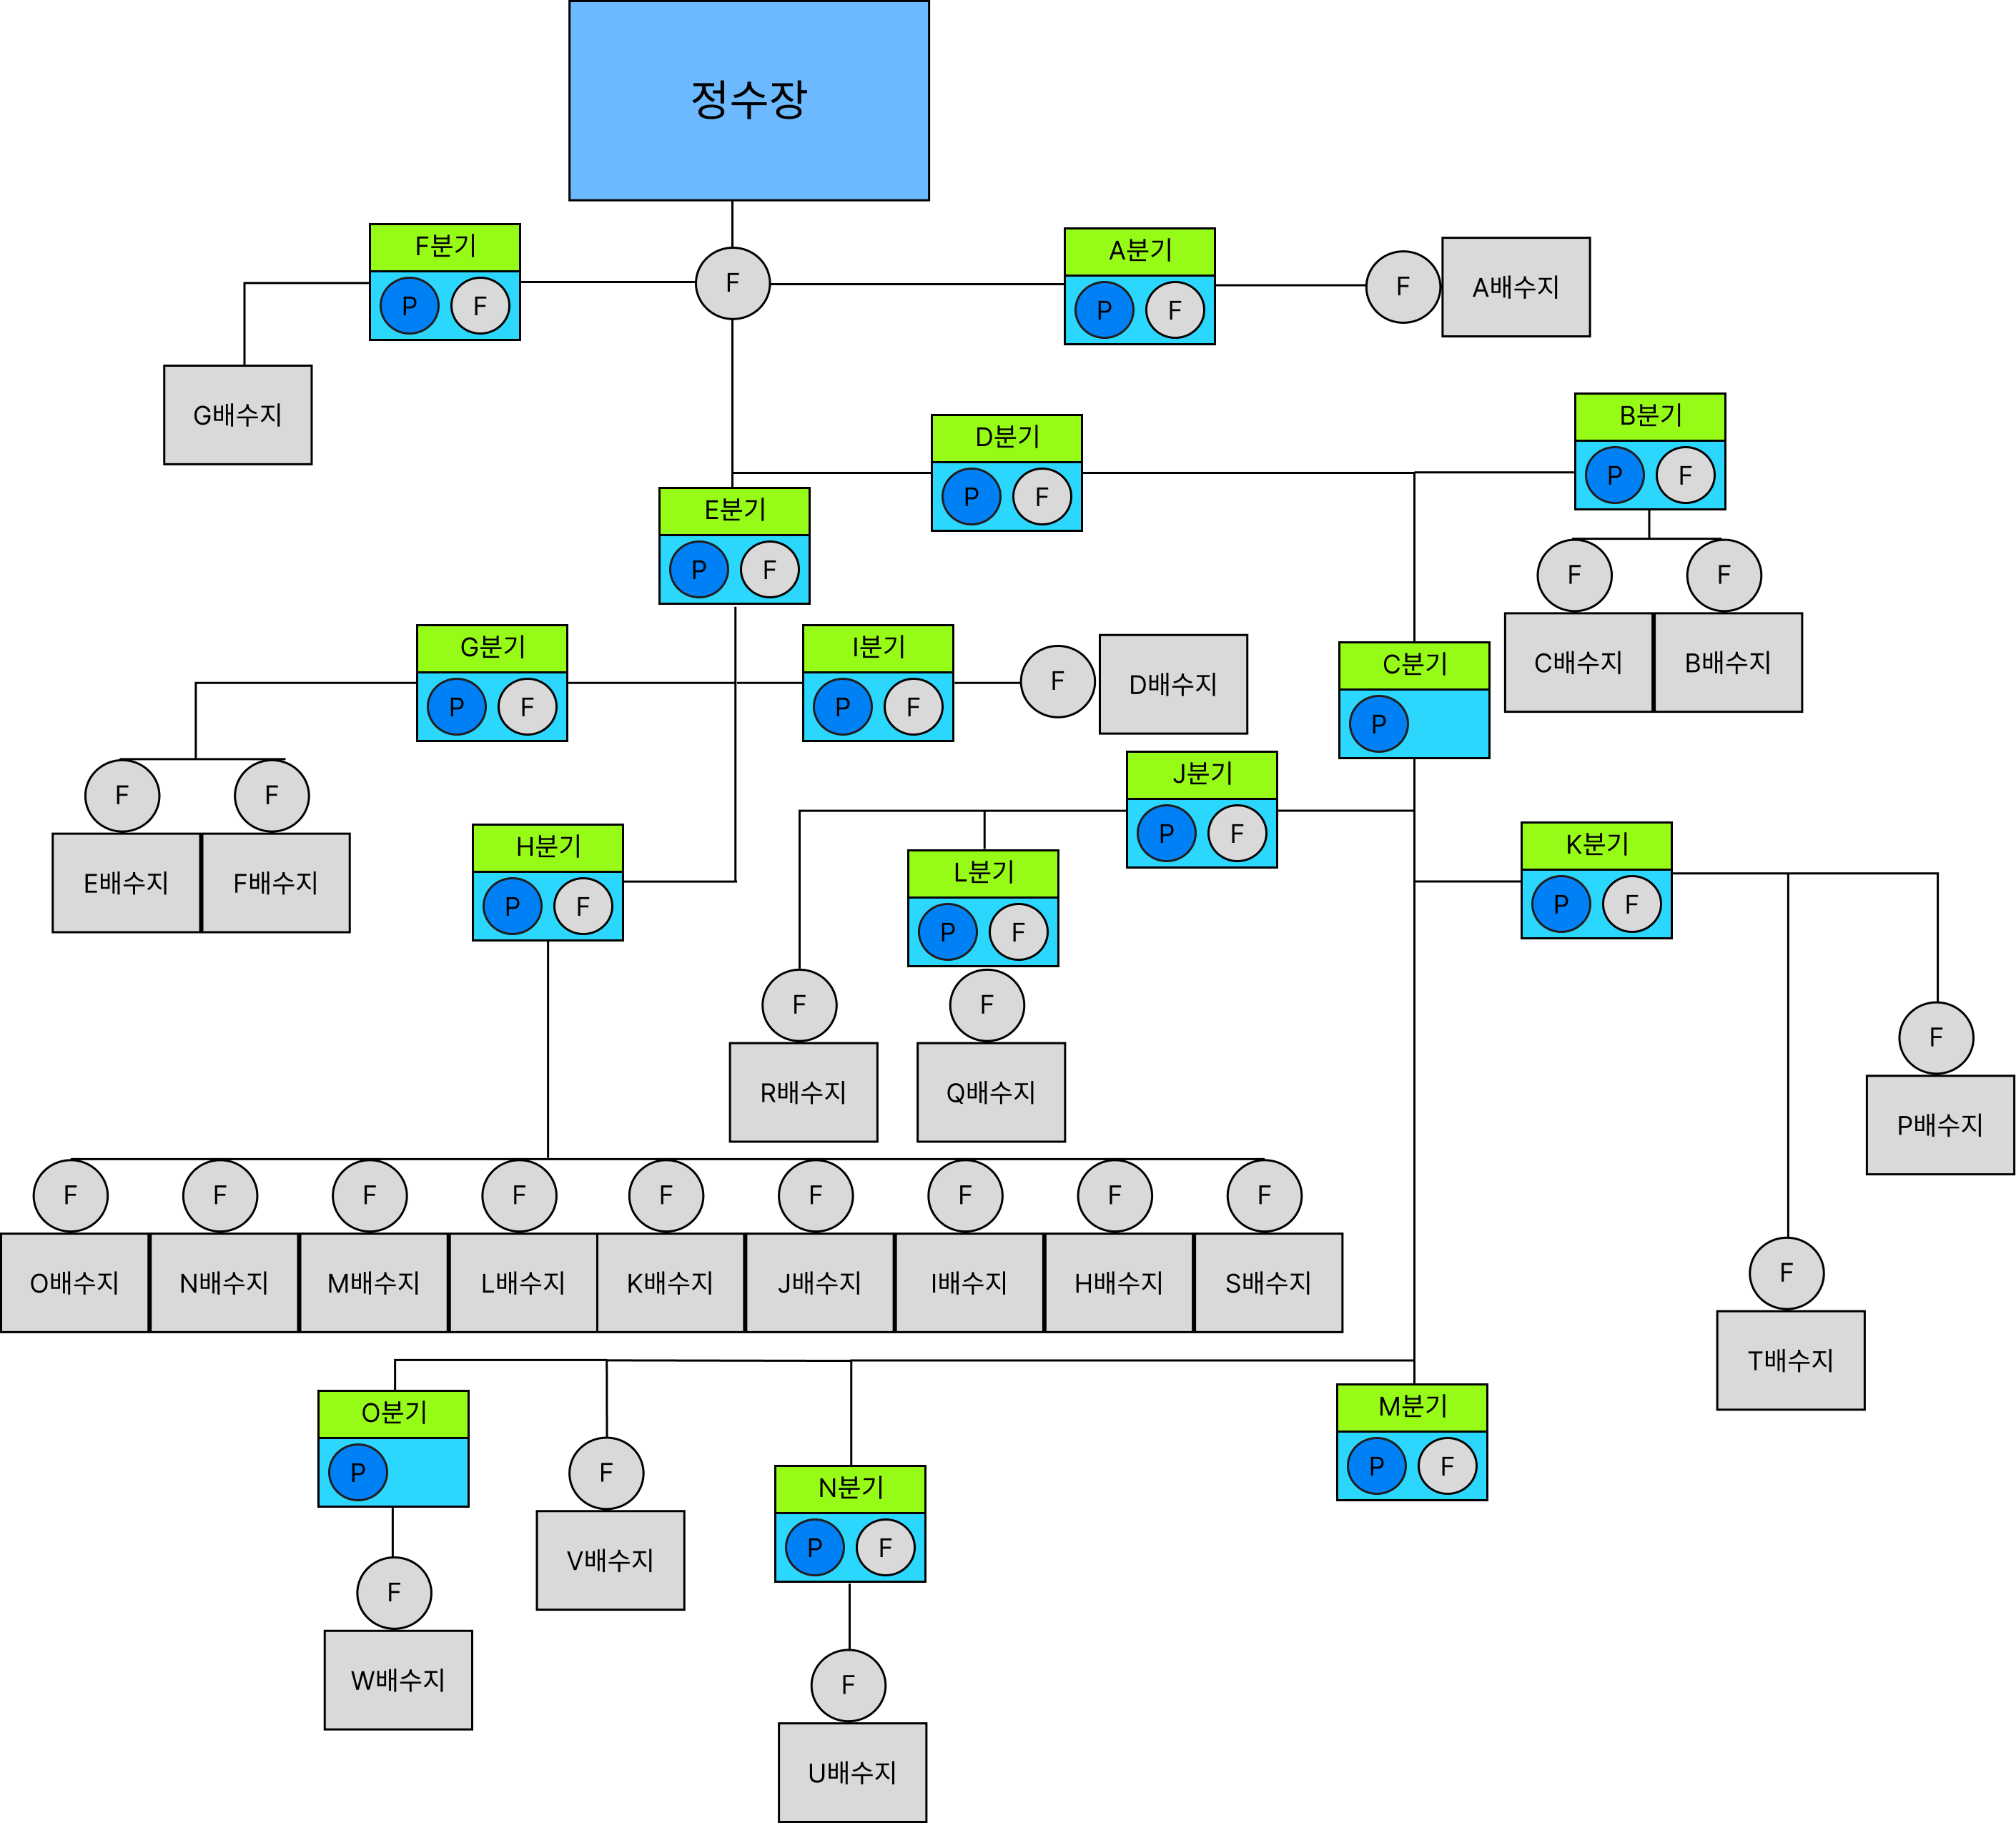 정수장
F분기
P F
F
A분기
P F
F
A배수지
G배수지
B분기
P F
D분기
P F
E분기
P F
F
F
C배수지
B배수지
G분기
P F
I분기
P F
F
D배수지
C분기
P
F
F
E배수지
F배수지
J분기
P F
K분기
P F
H분기
P F
L분기
P F
F
F
R배수지
Q배수지
F
P배수지
F
F
F
F
F
F
F
F
F
O배수지
N배수지
M배수지
L배수지
K배수지
J배수지
I배수지
H배수지
S배수지
F
T배수지
O분기
P
F
V배수지
N분기
P F
M분기
P F
F
W배수지
F
U배수지